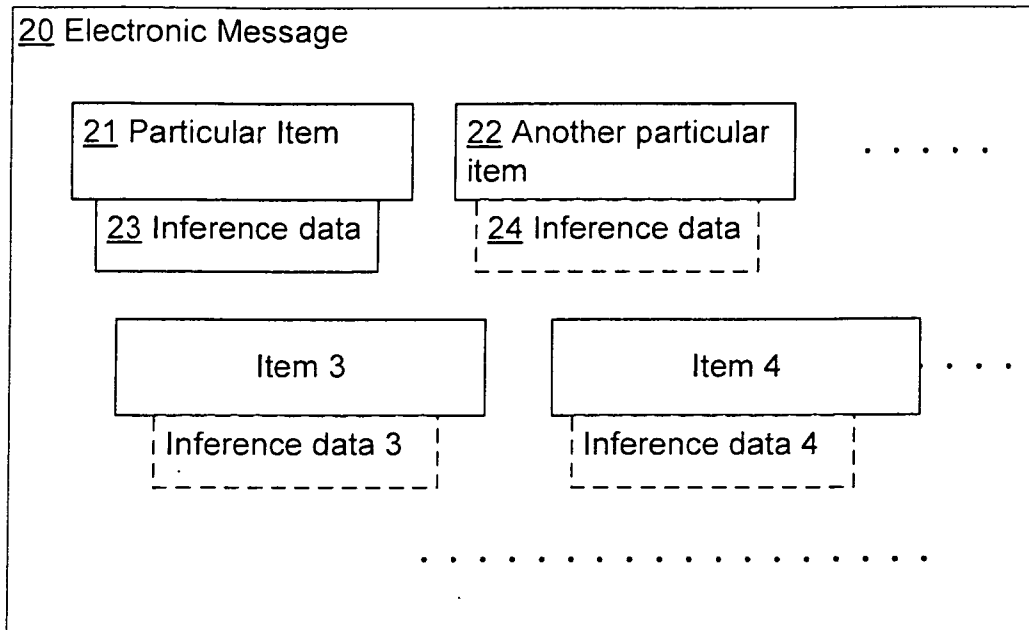 20 Electronic Message
21 Particular Item
22 Another particular
item
23 Inference data
24 Inference data
Item 3
Item 4
Inference data 3
Inference data 4